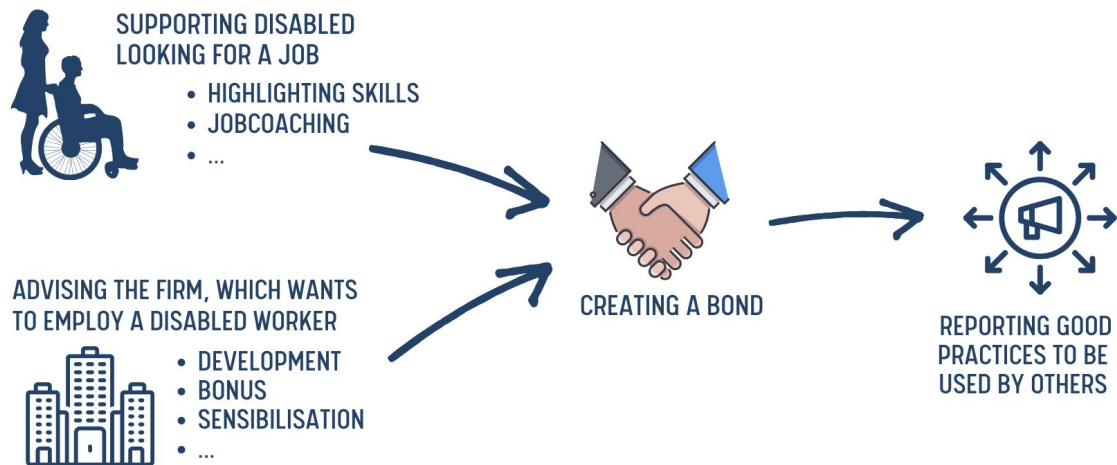 SUPPORTING DISABLED
LOOKING FOR A JOB
• HIGHLIGHTING SKILLS
• JOBCOACHING
• ...
ADVISING THE FIRM, WHICH WANTS
TO EMPLOY A DISABLED WORKER
• DEVELOPMENT
• BONUS
• SENSIBILISATION
• ...
CREATING A BOND
REPORTING GOOD
PRACTICES TO BE
USED BY OTHERS